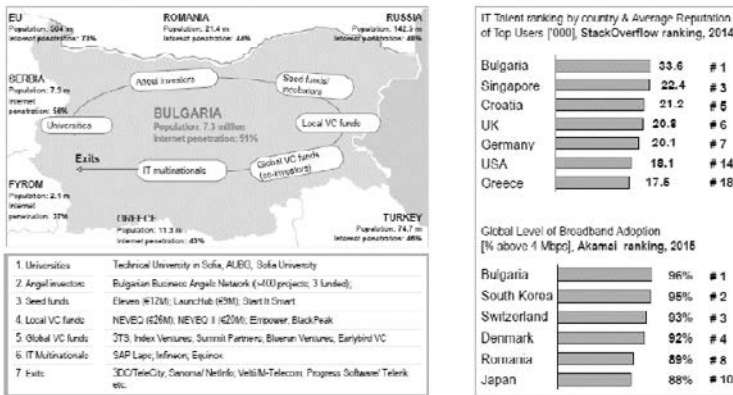 EU
Population: 504 m
Internet penetration: 73%
ROMANIA
Population: 21.4 m
Internet penetration: 44%
RUSSIA
Population: 142.5 m
Internet penetration: 48%
SERBIA
Population: 7.3 m
Internet
penetration: 56%
Angel investors
Seed funds/
incubators
BULGARIA
Population: 7.3 million
Internet penetration: 51%
Universities
Local VC funds
Exits
IT multinationals
Global VC funds
(co-investors)
FYROM
Population: 2.1 m
Internet
penetration: 37%
GREECE
Population: 11.3 m
Internet penetration: 43%
TURKEY
Population: 74.7 m
Internet penetration: 46%
1. Universities Technical University in Sofia, AUBG, Sofia University
2. Angel investors Bulgarian Business Angels Network (>400 projects; 3 funded);
3. Seed funds Eleven (€12M); LaunchHub (€9M); Start It Smart
4. Local VC funds NEVEQ (€26M); NEVEQ II (€20M); Empower, BlackPeak
5. Global VC funds 3TS, Index Ventures; Summit Partners; Bluerun Ventures; Earlybird VC
6. IT Multinationals SAP Laps; Infineon; Equinox
7 Exits 3DC/TeleCity, Sanoma/ NetInfo; Velti/M-Telecom; Progress Software/ Telerik
etc.
IT Talent ranking by country & Average Reputation
of Top Users ['000], StackOverflow ranking, 2014
Bulgaria 33.6 # 1
Singapore 22.4 # 3
Croatia 21.2 # 5
UK 20.8 # 6
Germany 20.1 # 7
USA 18.1 # 14
Greece 17.5 # 18
Global Level of Broadband Adoption
[% above 4 Mbps], Akamai ranking, 2015
Bulgaria 96% # 1
South Korea 95% # 2
Switzerland 93% # 3
Denmark 92% # 4
Romania 89% # 8
Japan 88% # 10